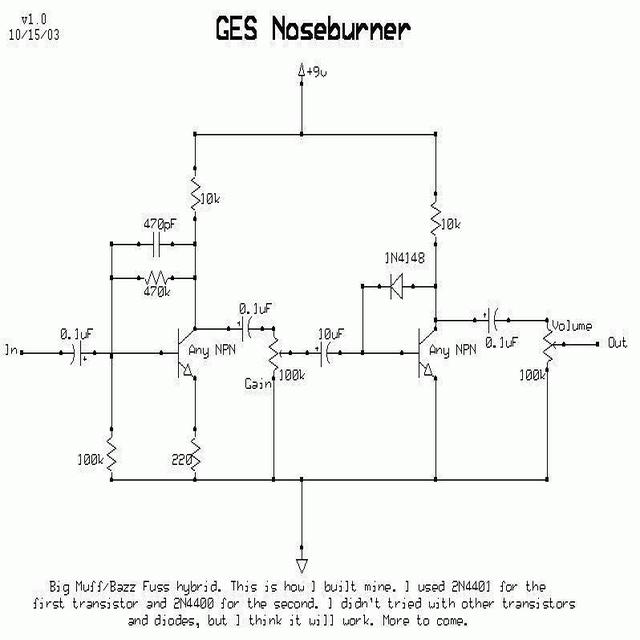 v1.0
10/15/03
GES Noseburner
+9v
10k
10k
470pF
1N4148
470k
0.1uF
0.1uF
10uF
Volume
In
Any NPN
Any NPN
0.1uF
Out
Gain
100k
100k
100k
220
Big Muff/Bazz Fuss hybrid. This is how I built mine. I used 2N4401 for the
first transistor and 2N4400 for the second. I didn't tried with other transistors
and diodes, but I think it will work. More to come.